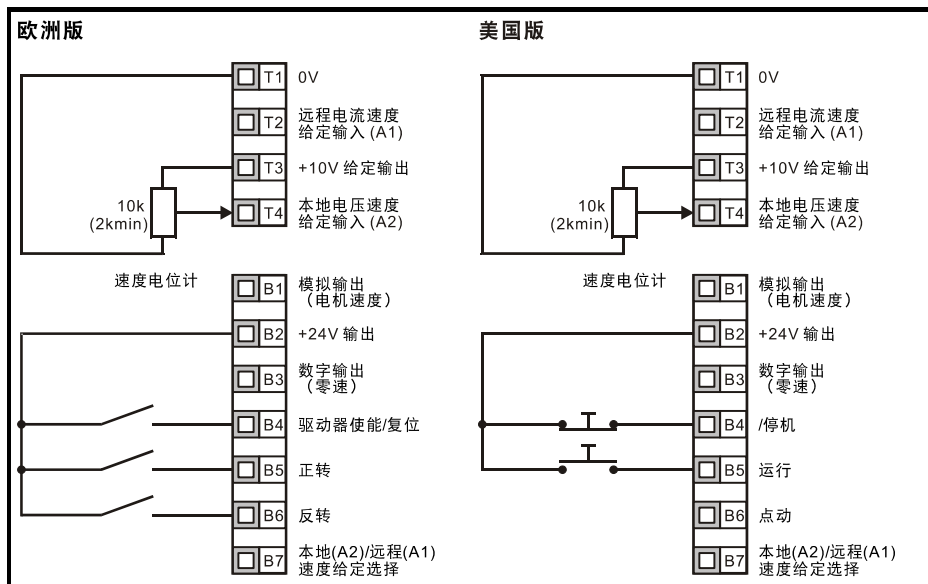 欧洲版
T1 0V
T2 远程电流速度
给定输入 (A1)
T3 +10V 给定输出
10k
(2kmin)
T4 本地电压速度
给定输入 (A2)
速度电位计
B1 模拟输出
(电机速度)
B2 +24V 输出
B3 数字输出
(零速)
B4 驱动器使能/复位
B5 正转
B6 反转
B7 本地(A2)/远程(A1)
速度给定选择
美国版
T1 0V
T2 远程电流速度
给定输入 (A1)
T3 +10V 给定输出
10k
(2kmin)
T4 本地电压速度
给定输入 (A2)
速度电位计
B1 模拟输出
(电机速度)
B2 +24V 输出
B3 数字输出
(零速)
B4 /停机
B5 运行
B6 点动
B7 本地(A2)/远程(A1)
速度给定选择